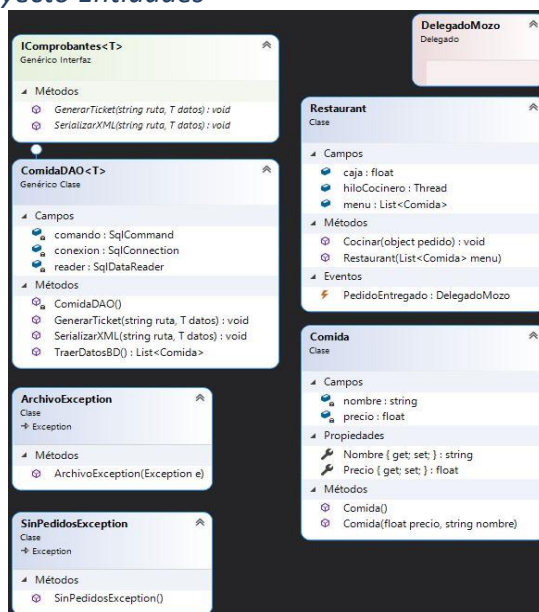 yecto Entidades
IComprobantes<T>
Genérico Interfaz
Métodos
GenerarTicket(string ruta, T datos) : void
SerializarXML(string ruta, T datos) : void
ComidaDAO<T>
Genérico Clase
Campos
comando : SqlCommand
conexion : SqlConnection
reader : SqlDataReader
Métodos
ComidaDAO()
GenerarTicket(string ruta, T datos) : void
SerializarXML(string ruta, T datos) : void
TraerDatosBD() : List<Comida>
ArchivoException
Clase
Exception
Métodos
ArchivoException(Exception e)
SinPedidosException
Clase
Exception
Métodos
SinPedidosException()
DelegadoMozo
Delegado
Restaurant
Clase
Campos
caja : float
hiloCocinero : Thread
menu : List<Comida>
Métodos
Cocinar(object pedido) : void
Restaurant(List<Comida> menu)
Eventos
PedidoEntregado : DelegadoMozo
Comida
Clase
Campos
nombre : string
precio : float
Propiedades
Nombre { get; set; } : string
Precio { get; set; } : float
Métodos
Comida()
Comida(float precio, string nombre)